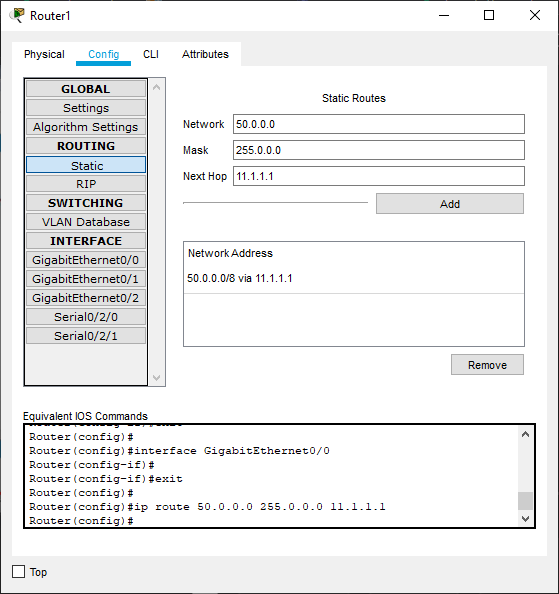 Router1
Physical Config CLI Attributes
GLOBAL
Settings
Algorithm Settings
ROUTING
Static
RIP
SWITCHING
VLAN Database
INTERFACE
GigabitEthernet0/0
GigabitEthernet0/1
GigabitEthernet0/2
Serial0/2/0
Serial0/2/1
Static Routes
Network 50.0.0.0
Mask 255.0.0.0
Next Hop 11.1.1.1
Add
Network Address
50.0.0.0/8 via 11.1.1.1
Remove
Equivalent IOS Commands
Router(config-if)#exit
Router(config)#
Router(config)#interface GigabitEthernet0/0
Router(config-if)#
Router(config-if)#exit
Router(config)#
Router(config)#ip route 50.0.0.0 255.0.0.0 11.1.1.1
Router(config)#
Top